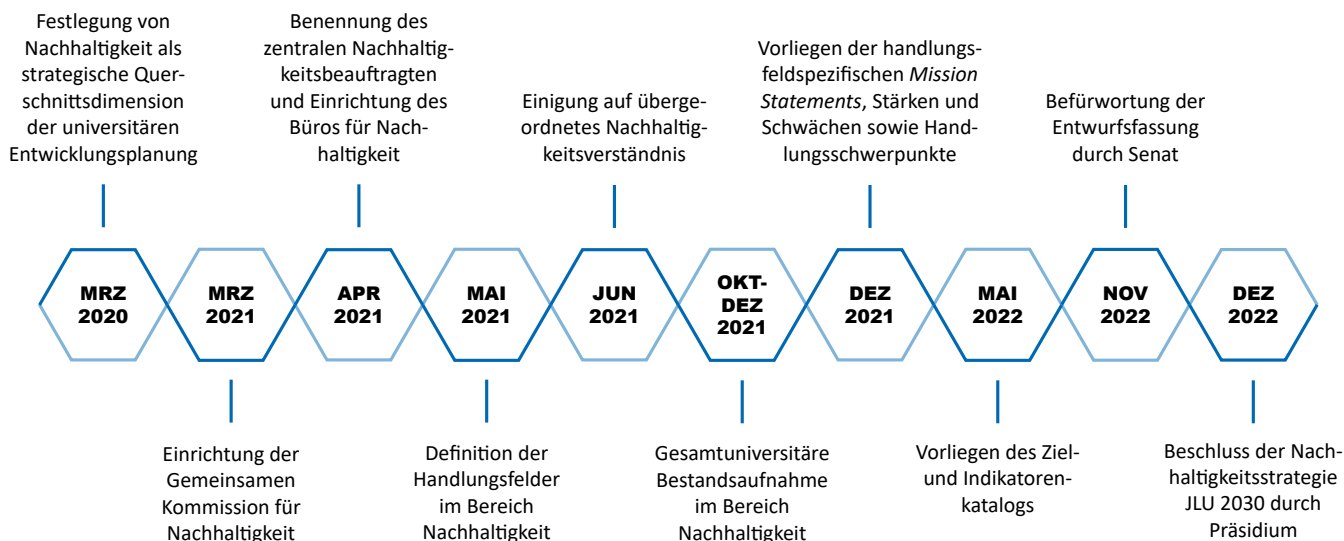 Festlegung von
Nachhaltigkeit als
strategische Quer-
schnittsdimension
der universitären
Entwicklungsplanung
Benennung des
zentralen Nachhaltig-
keitsbeauftragten
und Einrichtung des
Büros für Nach-
haltigkeit
Einigung auf überge-
ordnetes Nachhaltig-
keitsverständnis
Vorliegen der handlungs-
feldspezifischen Mission
Statements, Stärken und
Schwächen sowie Hand-
lungsschwerpunkte
Befürwortung der
Entwurfsfassung
durch Senat
MRZ
2020
MRZ
2021
APR
2021
MAI
2021
JUN
2021
OKT-
DEZ
2021
DEZ
2021
MAI
2022
NOV
2022
DEZ
2022
Einrichtung der
Gemeinsamen
Kommission für
Nachhaltigkeit
Definition der
Handlungsfelder
im Bereich
Nachhaltigkeit
Gesamtuniversitäre
Bestandsaufnahme
im Bereich
Nachhaltigkeit
Vorliegen des Ziel-
und Indikatoren-
katalogs
Beschluss der Nach-
haltigkeitsstrategie
JLU 2030 durch
Präsidium